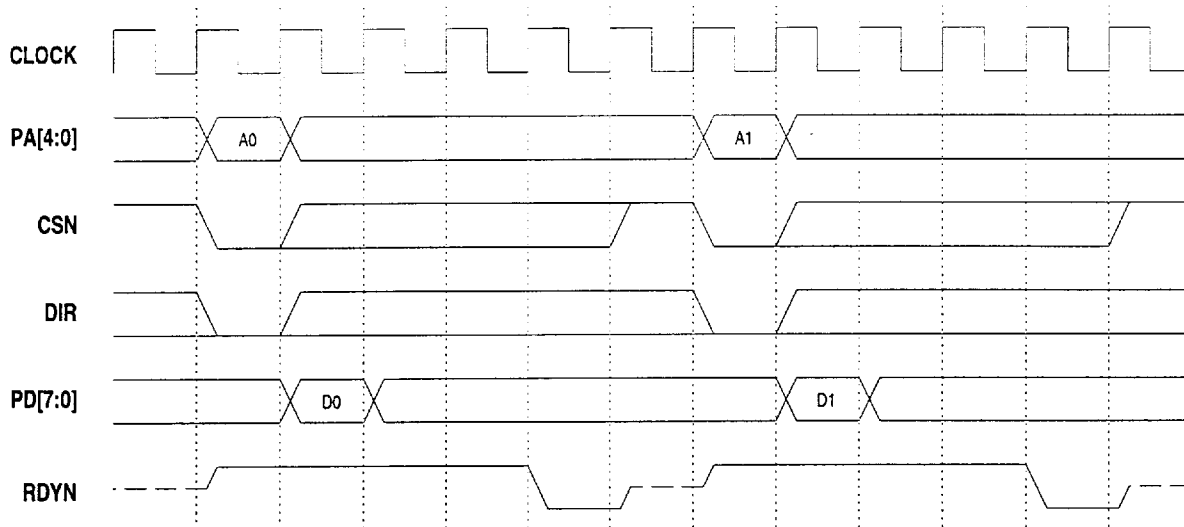 CLOCK
PA[4:0] A0 A1
CSN
DIR
PD[7:0] D0 D1
RDYN